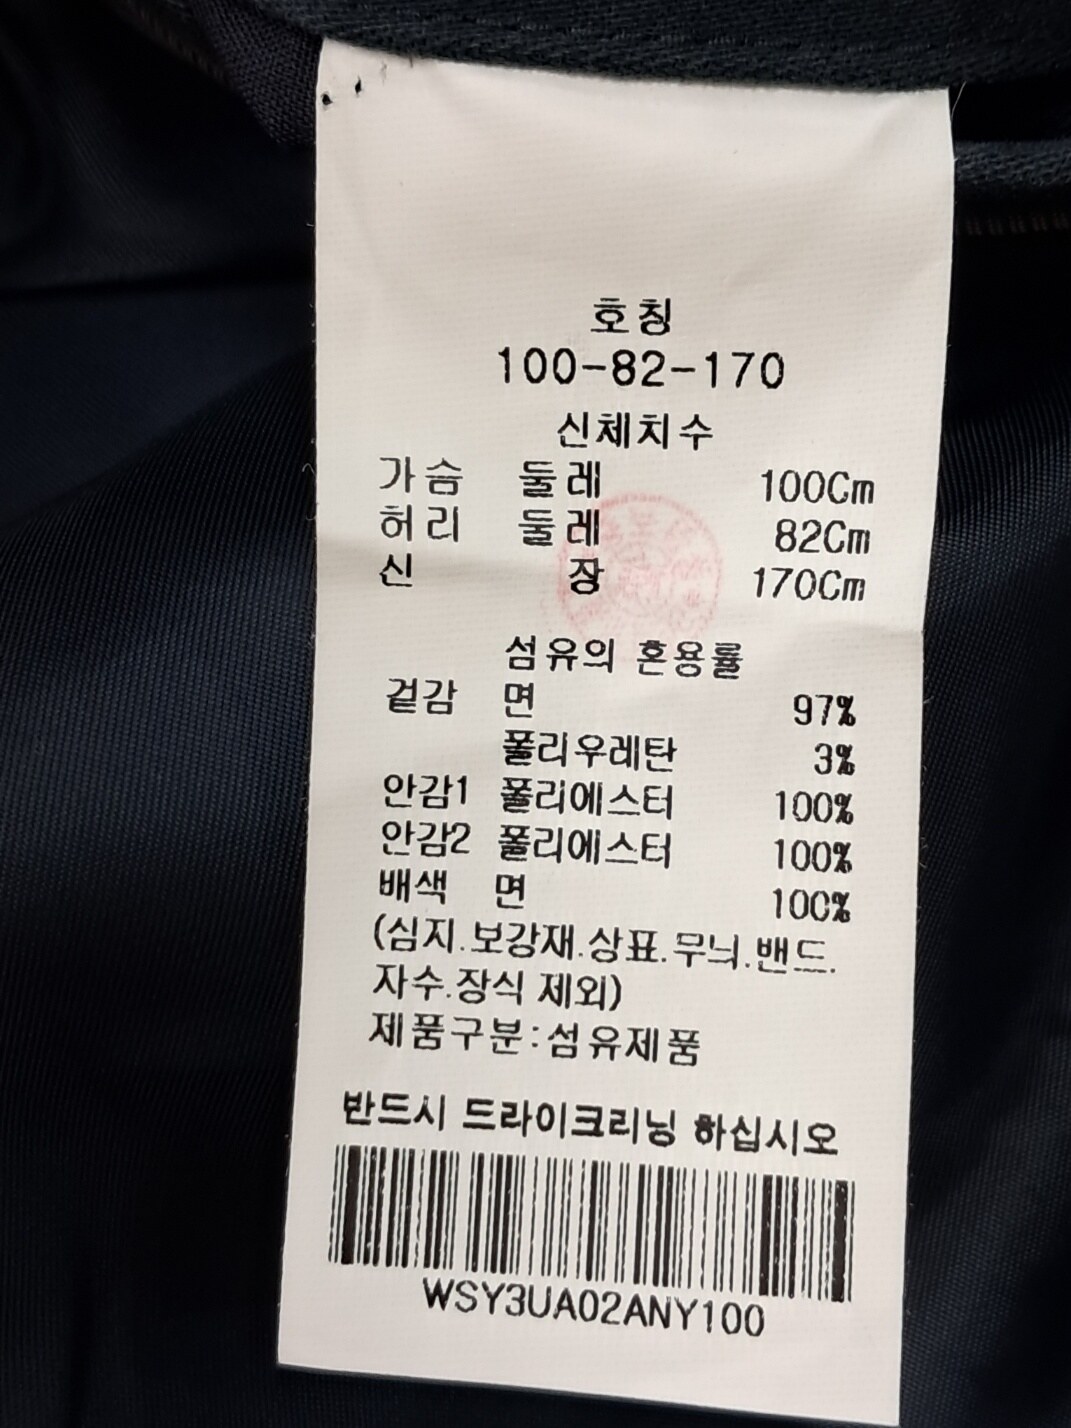 호칭
100-82-170
신체치수
가슴 둘레 100Cm
허리 둘레 82Cm
신 장 170Cm
섬유의 혼용률
겉감 면 97%
폴리우레탄 3%
안감1 폴리에스터 100%
안감2 폴리에스터 100%
배색 면 100%
(심지.보강재.상표.무늬.밴드.
자수.장식 제외)
제품구분:섬유제품
반드시 드라이크리닝 하십시오
WSY3UA02ANY100